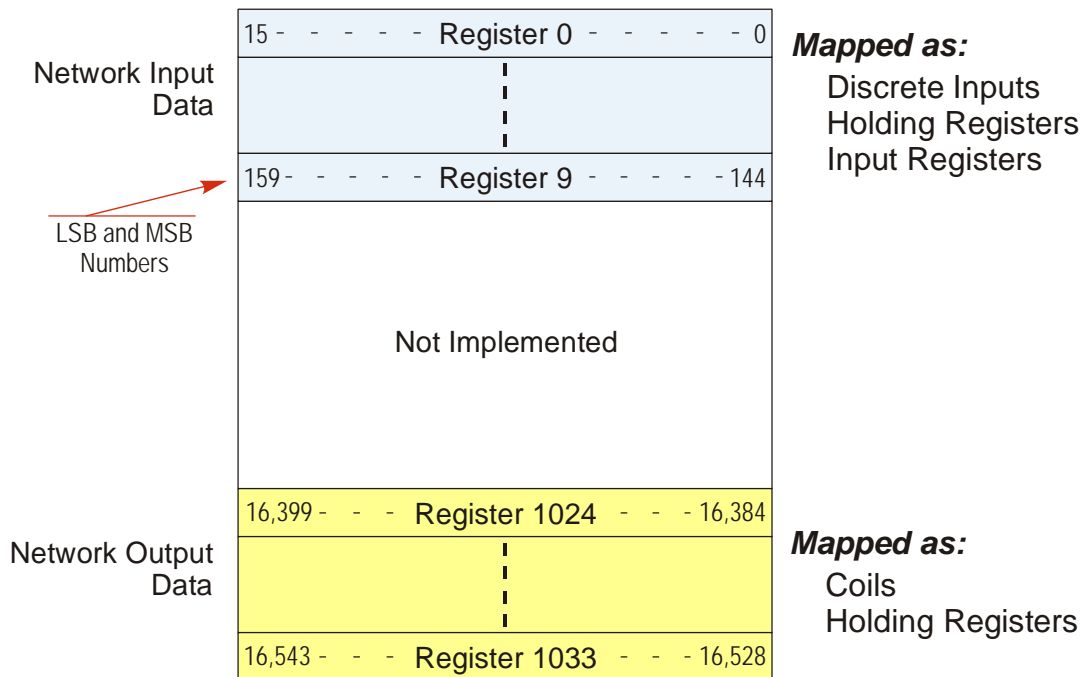 15 - - - - - Register 0 - - - - - 0
Network Input
Data
Mapped as:
Discrete Inputs
Holding Registers
Input Registers
159 - - - - - Register 9 - - - - - 144
LSB and MSB
Numbers
Not Implemented
16,399 - - - Register 1024 - - - 16,384
Network Output
Data
Mapped as:
Coils
Holding Registers
16,543 - - - Register 1033 - - - 16,528